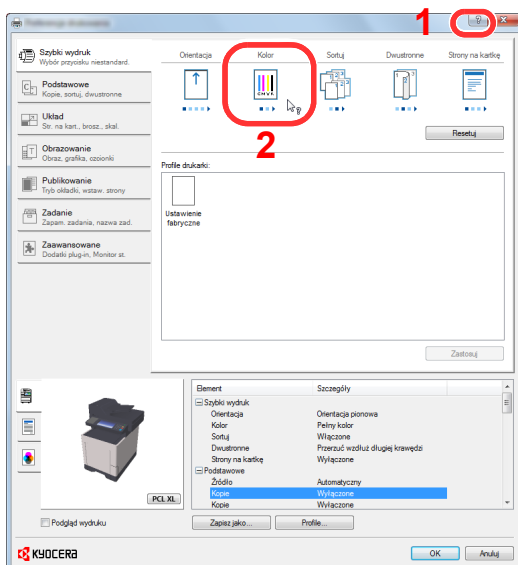 1
?
X
2
Szybki wydruk
Wybór przycisku niestandard.
Podstawowe
Kopie, sortuj, dwustronne
Układ
Str. na kart., brosz., skal.
Obrazowanie
Obraz, grafika, czcionki
Publikowanie
Tryb okładki, wstaw. strony
Zadanie
Zapam. zadania, nazwa zad.
Zaawansowane
Dodatki plug-in, Monitor st.
Orientacja Kolor Sortuj Dwustronne Strony na kartkę
CMYK
Resetuj
Profile drukarki:
Ustawienie
fabryczne
Zastosuj
Element Szczegóły
Szybki wydruk
Orientacja Orientacja pionowa
Kolor Pełny kolor
Sortuj Włączone
Dwustronne Przerzuć wzdłuż długiej krawędzi
Strony na kartkę Wyłączone
Podstawowe
Źródło Automatyczny
Kopie Wyłączone
Kopie Wyłączone
PCL XL
Podgląd wydruku
Zapisz jako... Profile...
KYOCERA
OK Anuluj